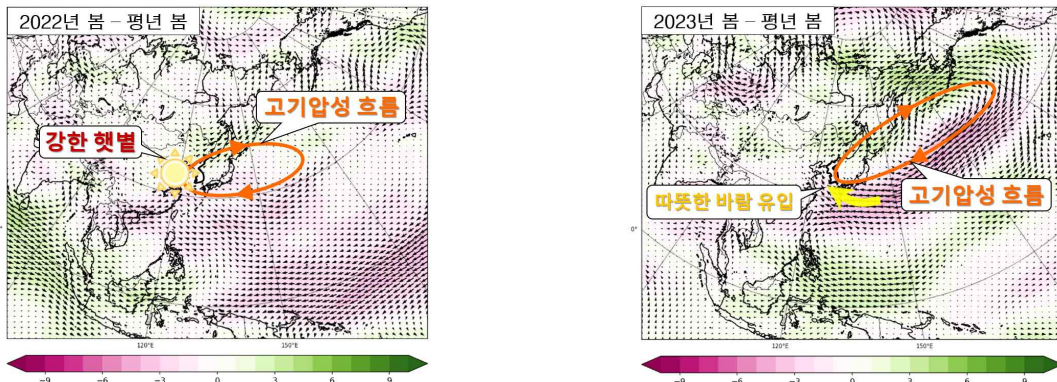 2022년 봄 – 평년 봄
고기압성 흐름
강한 햇볕
120°E
150°E
−9 −6 −3 0 3 6 9
2023년 봄 – 평년 봄
따뜻한 바람 유입
고기압성 흐름
0°
120°E
150°E
−9 −6 −3 0 3 6 9